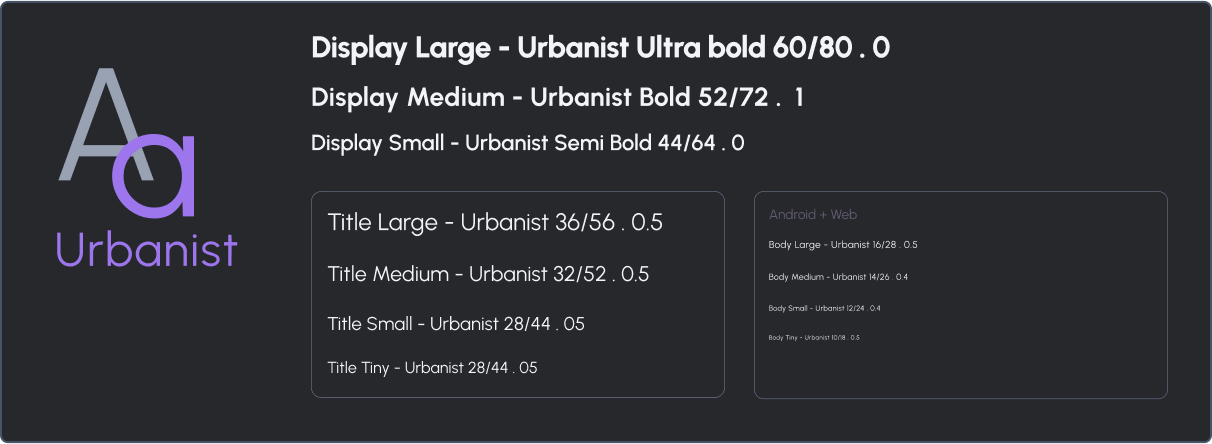 Aa
Urbanist
Display Large - Urbanist Ultra bold 60/80 . 0
Display Medium - Urbanist Bold 52/72 . 1
Display Small - Urbanist Semi Bold 44/64 . 0
Title Large - Urbanist 36/56 . 0.5
Title Medium - Urbanist 32/52 . 0.5
Title Small - Urbanist 28/44 . 05
Title Tiny - Urbanist 28/44 . 05
Android + Web
Body Large - Urbanist 16/28 . 0.5
Body Medium - Urbanist 14/26 . 0.4
Body Small - Urbanist 12/24 . 0.4
Body Tiny - Urbanist 10/18 . 0.5